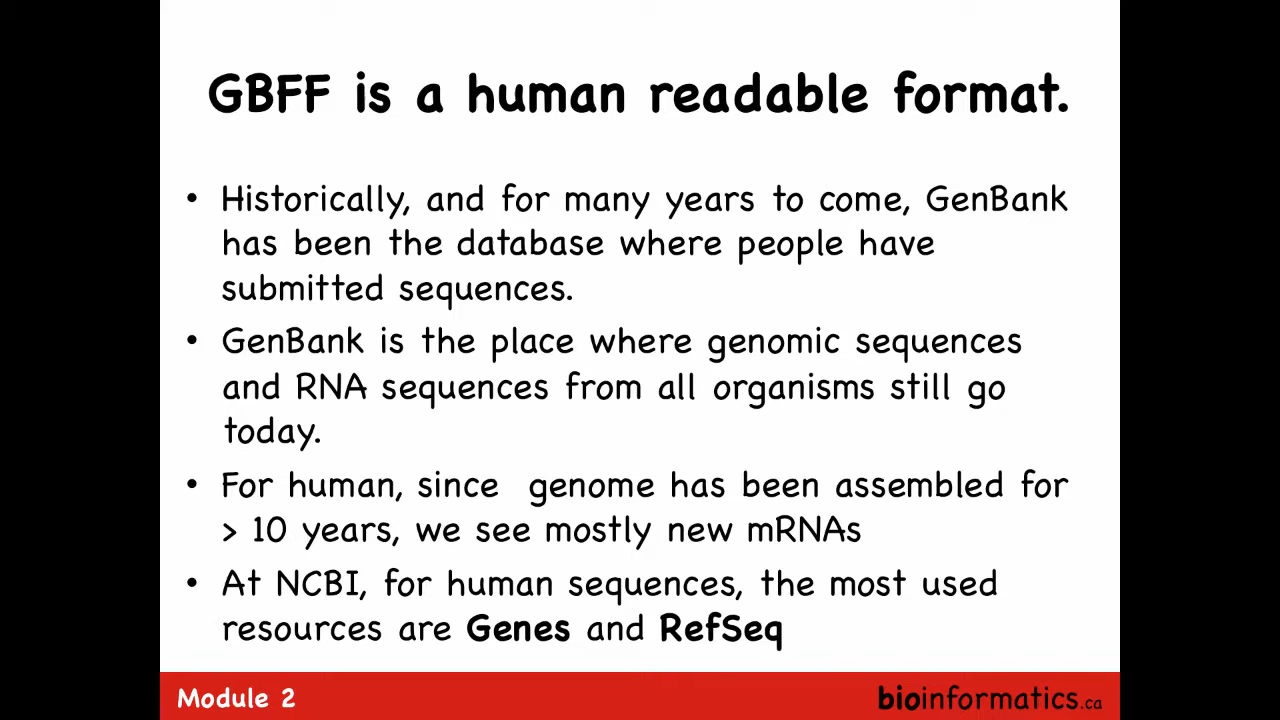 GBFF is a human readable format.
• Historically, and for many years to come, GenBank
has been the database where people have
submitted sequences.
• GenBank is the place where genomic sequences
and RNA sequences from all organisms still go
today.
• For human, since genome has been assembled for
> 10 years, we see mostly new mRNAs
• At NCBI, for human sequences, the most used
resources are Genes and RefSeq
Module 2
bioinformatics.ca